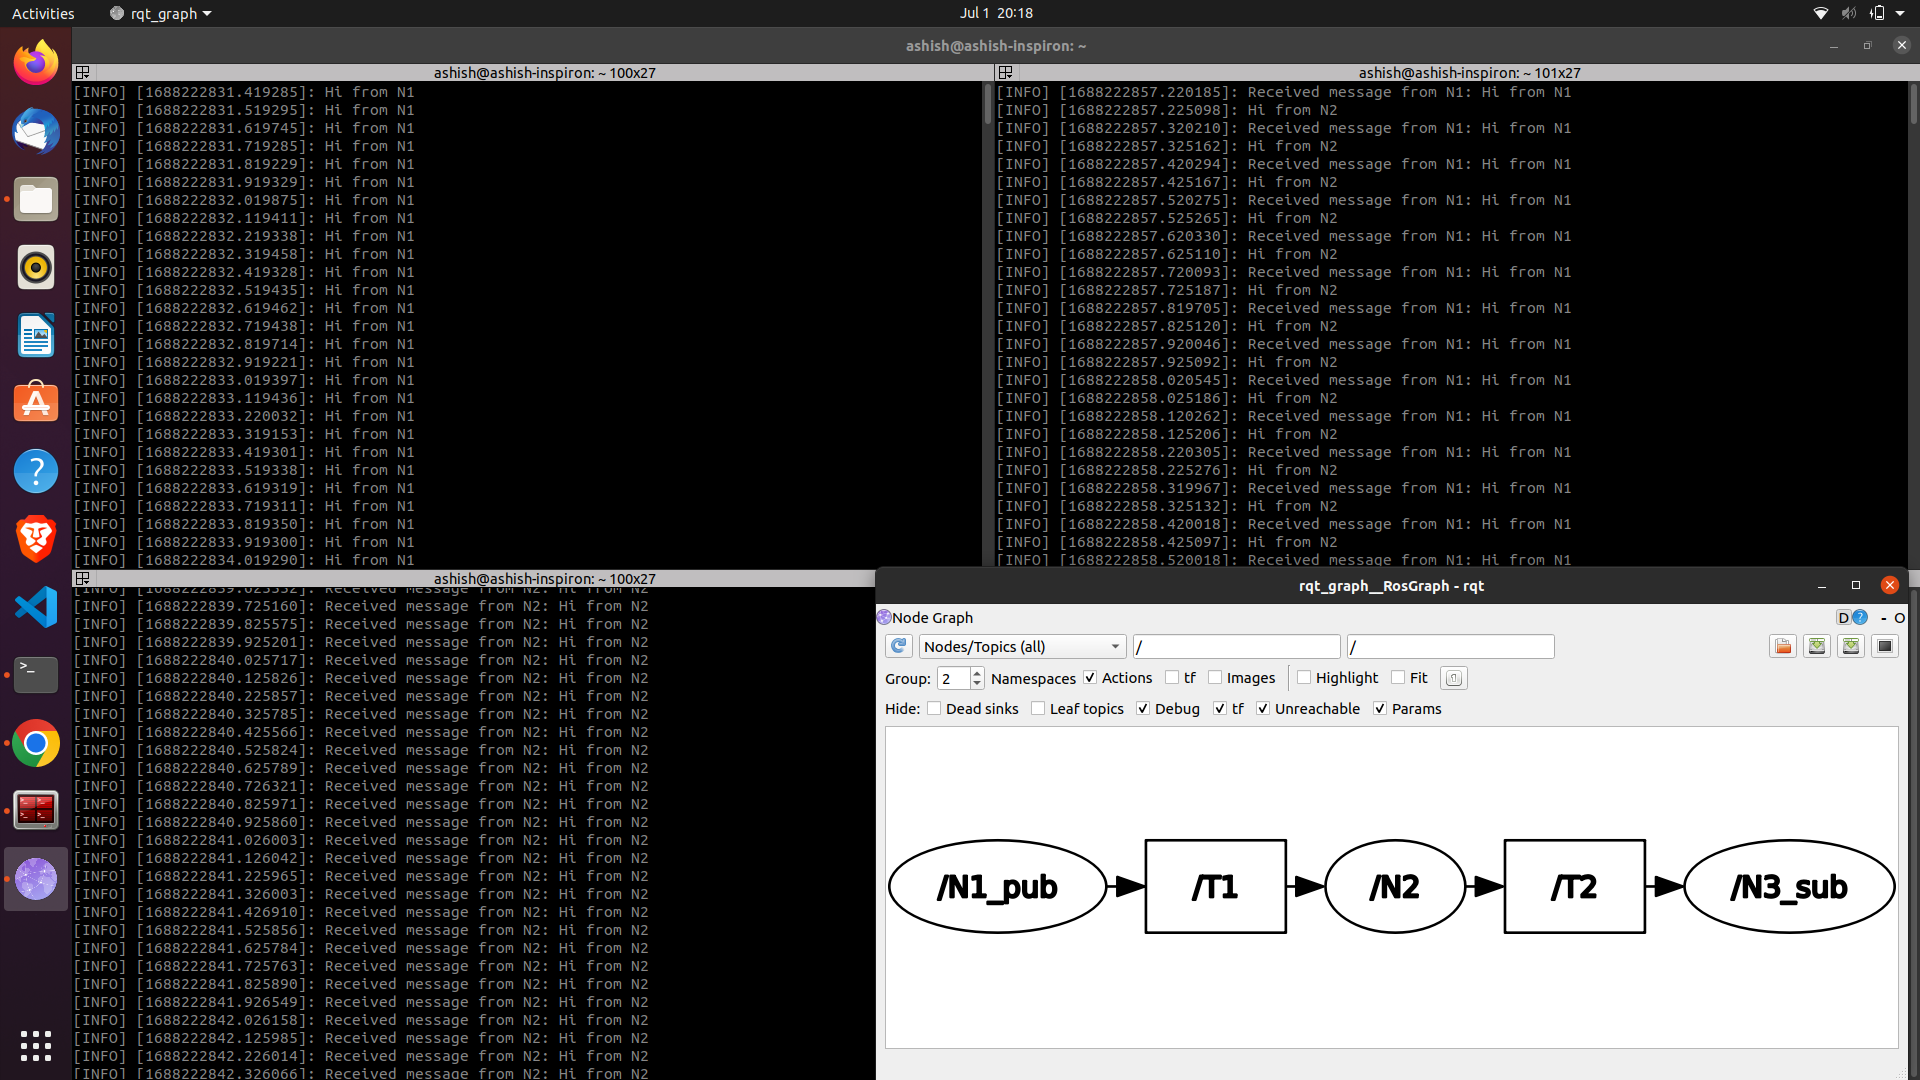 Activities
rqt_graph
Jul 1 20:18
ashish@ashish-inspiron: ~
ashish@ashish-inspiron: ~ 100x27
[INFO] [1688222831.419285]: Hi from N1
[INFO] [1688222831.519295]: Hi from N1
[INFO] [1688222831.619745]: Hi from N1
[INFO] [1688222831.719285]: Hi from N1
[INFO] [1688222831.819229]: Hi from N1
[INFO] [1688222831.919329]: Hi from N1
[INFO] [1688222832.019875]: Hi from N1
[INFO] [1688222832.119411]: Hi from N1
[INFO] [1688222832.219338]: Hi from N1
[INFO] [1688222832.319458]: Hi from N1
[INFO] [1688222832.419328]: Hi from N1
[INFO] [1688222832.519435]: Hi from N1
[INFO] [1688222832.619462]: Hi from N1
[INFO] [1688222832.719438]: Hi from N1
[INFO] [1688222832.819714]: Hi from N1
[INFO] [1688222832.919221]: Hi from N1
[INFO] [1688222833.019397]: Hi from N1
[INFO] [1688222833.119436]: Hi from N1
[INFO] [1688222833.220032]: Hi from N1
[INFO] [1688222833.319153]: Hi from N1
[INFO] [1688222833.419301]: Hi from N1
[INFO] [1688222833.519338]: Hi from N1
[INFO] [1688222833.619319]: Hi from N1
[INFO] [1688222833.719311]: Hi from N1
[INFO] [1688222833.819350]: Hi from N1
[INFO] [1688222833.919300]: Hi from N1
[INFO] [1688222834.019290]: Hi from N1
ashish@ashish-inspiron: ~ 101x27
[INFO] [1688222857.220185]: Received message from N1: Hi from N1
[INFO] [1688222857.225098]: Hi from N2
[INFO] [1688222857.320210]: Received message from N1: Hi from N1
[INFO] [1688222857.325162]: Hi from N2
[INFO] [1688222857.420294]: Received message from N1: Hi from N1
[INFO] [1688222857.425167]: Hi from N2
[INFO] [1688222857.520275]: Received message from N1: Hi from N1
[INFO] [1688222857.525265]: Hi from N2
[INFO] [1688222857.620330]: Received message from N1: Hi from N1
[INFO] [1688222857.625110]: Hi from N2
[INFO] [1688222857.720093]: Received message from N1: Hi from N1
[INFO] [1688222857.725187]: Hi from N2
[INFO] [1688222857.819705]: Received message from N1: Hi from N1
[INFO] [1688222857.825120]: Hi from N2
[INFO] [1688222857.920046]: Received message from N1: Hi from N1
[INFO] [1688222857.925092]: Hi from N2
[INFO] [1688222858.020545]: Received message from N1: Hi from N1
[INFO] [1688222858.025186]: Hi from N2
[INFO] [1688222858.120262]: Received message from N1: Hi from N1
[INFO] [1688222858.125206]: Hi from N2
[INFO] [1688222858.220305]: Received message from N1: Hi from N1
[INFO] [1688222858.225276]: Hi from N2
[INFO] [1688222858.319967]: Received message from N1: Hi from N1
[INFO] [1688222858.325132]: Hi from N2
[INFO] [1688222858.420018]: Received message from N1: Hi from N1
[INFO] [1688222858.425097]: Hi from N2
[INFO] [1688222858.520018]: Received message from N1: Hi from N1
ashish@ashish-inspiron: ~ 100x27
[INFO] Received message from N2: Hi from N2
[INFO] [1688222839.725160]: Received message from N2: Hi from N2
[INFO] [1688222839.825575]: Received message from N2: Hi from N2
[INFO] [1688222839.925201]: Received message from N2: Hi from N2
[INFO] [1688222840.025717]: Received message from N2: Hi from N2
[INFO] [1688222840.125826]: Received message from N2: Hi from N2
[INFO] [1688222840.225857]: Received message from N2: Hi from N2
[INFO] [1688222840.325785]: Received message from N2: Hi from N2
[INFO] [1688222840.425566]: Received message from N2: Hi from N2
[INFO] [1688222840.525824]: Received message from N2: Hi from N2
[INFO] [1688222840.625789]: Received message from N2: Hi from N2
[INFO] [1688222840.726321]: Received message from N2: Hi from N2
[INFO] [1688222840.825971]: Received message from N2: Hi from N2
[INFO] [1688222840.925860]: Received message from N2: Hi from N2
[INFO] [1688222841.026003]: Received message from N2: Hi from N2
[INFO] [1688222841.126042]: Received message from N2: Hi from N2
[INFO] [1688222841.225965]: Received message from N2: Hi from N2
[INFO] [1688222841.326003]: Received message from N2: Hi from N2
[INFO] [1688222841.426910]: Received message from N2: Hi from N2
[INFO] [1688222841.525856]: Received message from N2: Hi from N2
[INFO] [1688222841.625784]: Received message from N2: Hi from N2
[INFO] [1688222841.725763]: Received message from N2: Hi from N2
[INFO] [1688222841.825890]: Received message from N2: Hi from N2
[INFO] [1688222841.926549]: Received message from N2: Hi from N2
[INFO] [1688222842.026158]: Received message from N2: Hi from N2
[INFO] [1688222842.125985]: Received message from N2: Hi from N2
[INFO] [1688222842.226014]: Received message from N2: Hi from N2
[INFO] [1688222842.326066]: Received message from N2: Hi from N2
rqt_graph__RosGraph - rqt
Node Graph
D ? - O
Nodes/Topics (all) / /
Group: 2 Namespaces Actions tf Images Highlight Fit
Hide: Dead sinks Leaf topics Debug tf Unreachable Params
/N1_pub /T1 /N2 /T2 /N3_sub